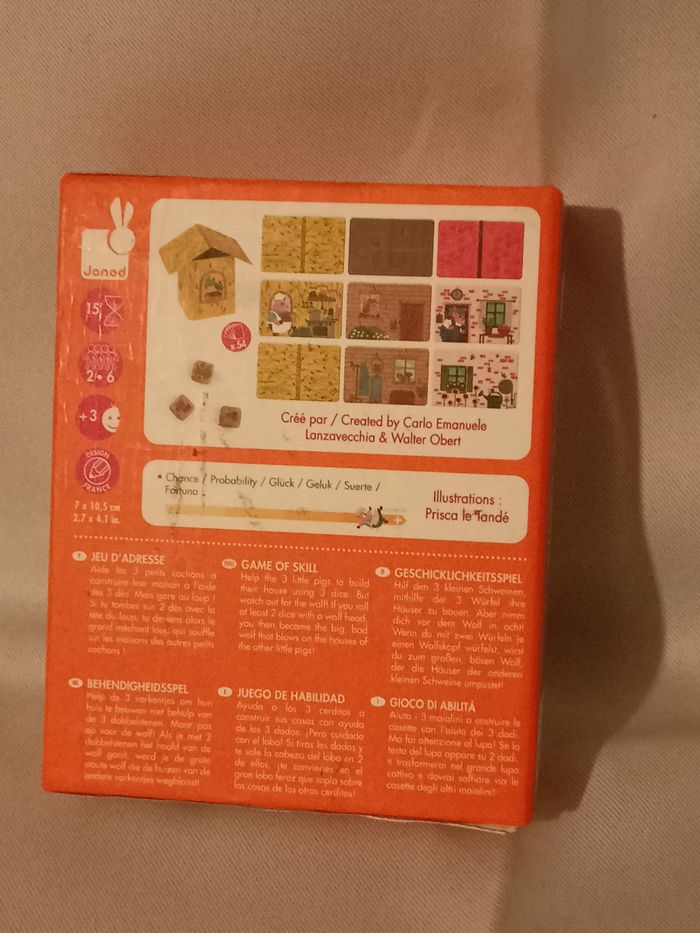 Janod
15'
2•6
+3
DESIGN FRANCE
7 x 10,5 cm
2.7 x 4.1 in.
x54
Créé par / Created by Carlo Emanuele
Lanzavecchia & Walter Obert
• Chance / Probability / Glück / Geluk / Suerte /
Fortuna :
+
Illustrations :
Prisca le Tandé
F JEU D'ADRESSE
Aide les 3 petits cochons à
construire leur maison à l'aide
des 3 dés. Mais gare au loup !
Si tu tombes sur 2 dés avec la
tête du loup, tu deviens alors le
grand méchant loup, qui souffle
sur les maisons des autres petits
cochons !
ENG GAME OF SKILL
Help the 3 little pigs to build
their house using 3 dice. But
watch out for the wolf! If you roll
at least 2 dice with a wolf head,
you then become the big, bad
wolf that blows on the houses of
the other little pigs!
D GESCHICKLICHKEITSSPIEL
Hilf den 3 kleinen Schweinen,
mithilfe der 3 Würfel ihre
Häuser zu bauen. Aber nimm
dich vor dem Wolf in acht!
Wenn du mit zwei Würfeln je
einen Wolfskopf würfelst, wirst
du zum großen, bösen Wolf,
der die Häuser der anderen
kleinen Schweine umpustet!
NL BEHENDIGHEIDSSPEL
Help de 3 varkentjes om hun
huis te bouwen met behulp van
de 3 dobbelstenen. Maar pas
op voor de wolf! Als je met 2
dobbelstenen het hoofd van de
wolf gooit, word je de grote
stoute wolf die de huizen van de
andere varkentjes wegblaast!
E JUEGO DE HABILIDAD
Ayuda a los 3 cerditos a
construir sus casas con ayuda
de los 3 dados. ¡Pero cuidado
con el lobo! Si tiras los dados y
te sale la cabeza del lobo en 2
de ellos, ¡te conviertes en el
gran lobo feroz que sopla sobre
las casas de los otros cerditos!
I GIOCO DI ABILITÀ
Aiuta i 3 maialini a costruire le
casette con l'aiuto dei 3 dadi.
Ma fai attenzione al lupo! Se la
testa del lupo appare su 2 dadi,
ti trasformerai nel grande lupo
cattivo e dovrai soffiare via le
casette degli altri maialini!